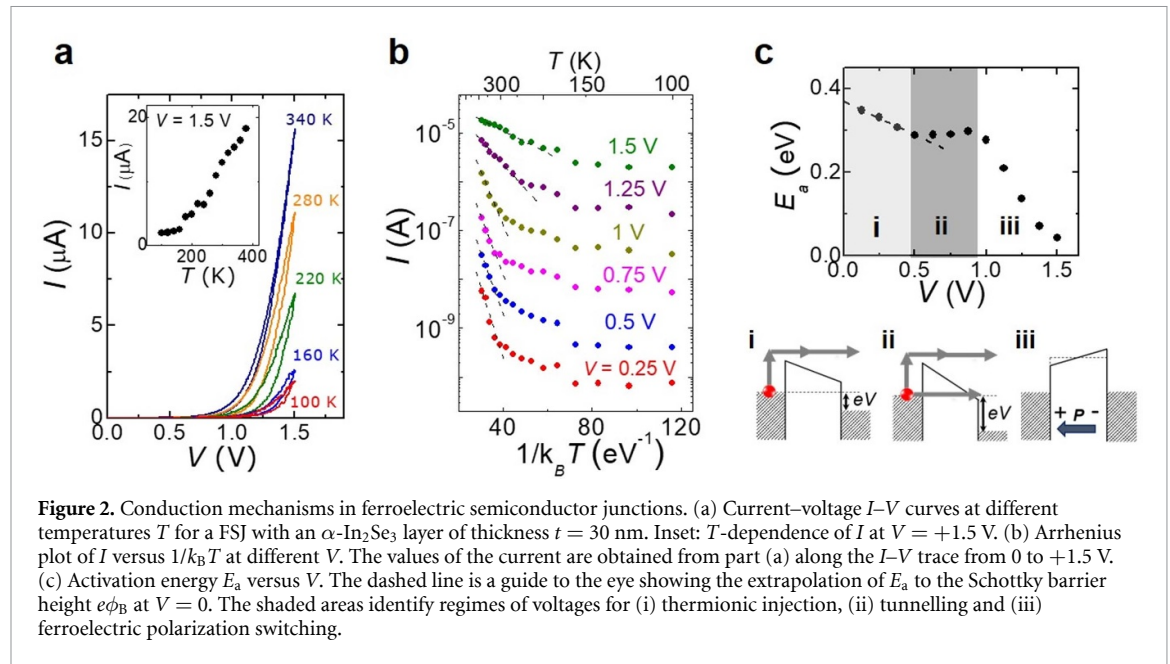 a
I (μA)
15
10
5
0
0.0 0.5 1.0 1.5
V (V)
340 K
280 K
220 K
160 K
100 K
V = 1.5 V
I (μA)
20
0
200 400
T (K)
b
T (K)
300 150 100
I (A)
10⁻⁵
10⁻⁷
10⁻⁹
1.5 V
1.25 V
1 V
0.75 V
0.5 V
V = 0.25 V
40 80 120
1/k_BT (eV⁻¹)
c
E_a (eV)
0.4
0.2
0.0
i ii iii
0.0 0.5 1.0 1.5
V (V)
i ii iii
eV eV + P -
Figure 2. Conduction mechanisms in ferroelectric semiconductor junctions. (a) Current–voltage I–V curves at different
temperatures T for a FSJ with an α-In₂Se₃ layer of thickness t = 30 nm. Inset: T-dependence of I at V = +1.5 V. (b) Arrhenius
plot of I versus 1/k_BT at different V. The values of the current are obtained from part (a) along the I–V trace from 0 to +1.5 V.
(c) Activation energy E_a versus V. The dashed line is a guide to the eye showing the extrapolation of E_a to the Schottky barrier
height eϕ_B at V = 0. The shaded areas identify regimes of voltages for (i) thermionic injection, (ii) tunnelling and (iii)
ferroelectric polarization switching.